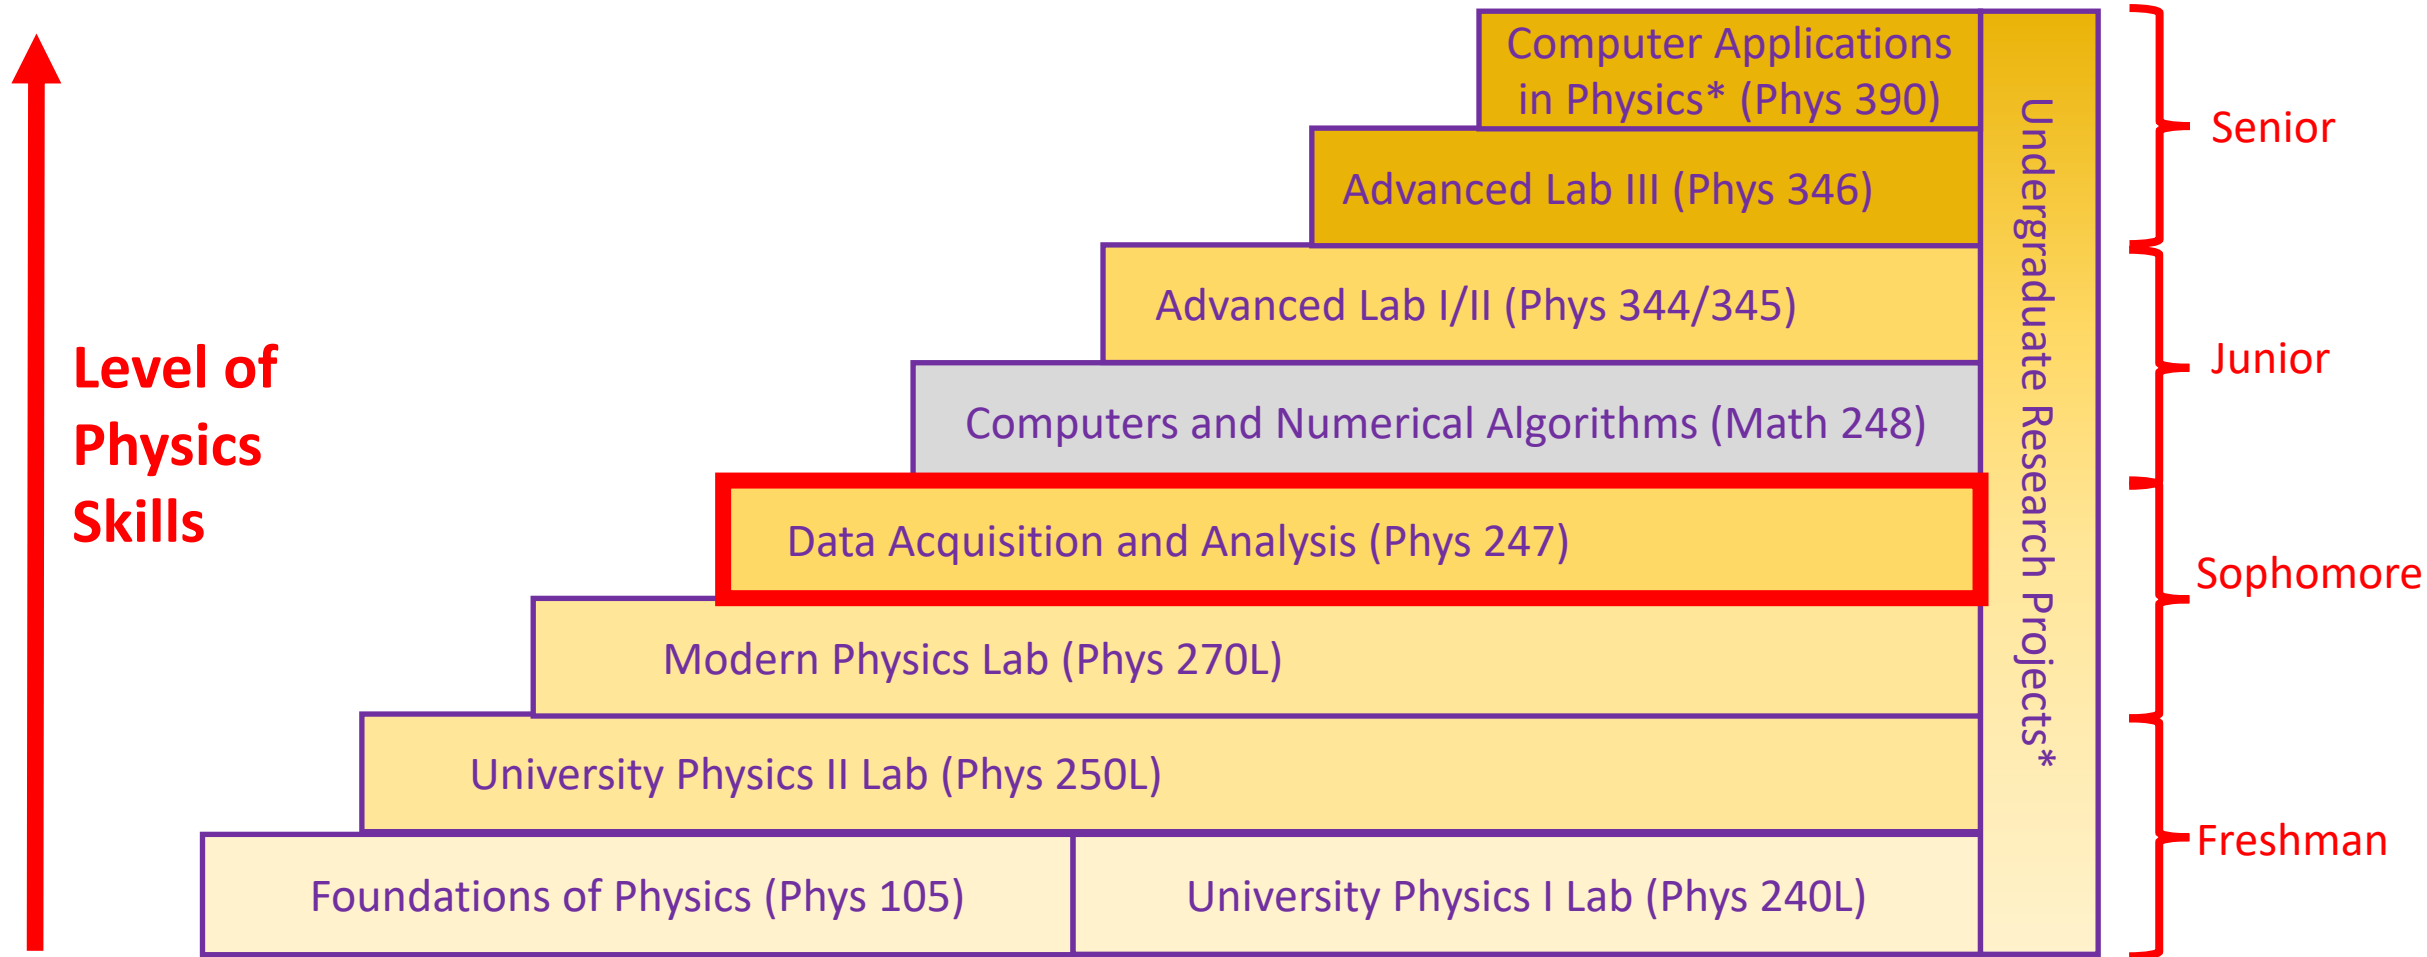 Computer Applications
in Physics* (Phys 390)
Advanced Lab III (Phys 346)
Advanced Lab I/II (Phys 344/345)
Computers and Numerical Algorithms (Math 248)
Data Acquisition and Analysis (Phys 247)
Modern Physics Lab (Phys 270L)
University Physics II Lab (Phys 250L)
Foundations of Physics (Phys 105)
University Physics I Lab (Phys 240L)
Undergraduate Research Projects*
Level of
Physics
Skills
Senior
Junior
Sophomore
Freshman